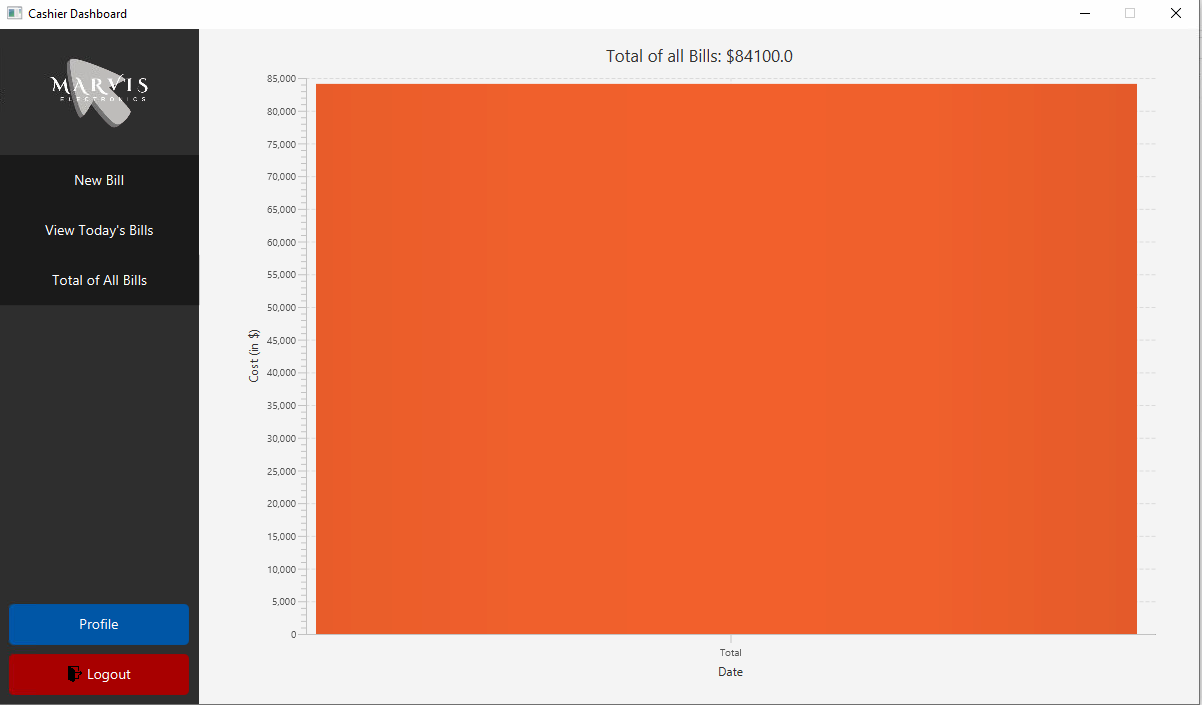 Cashier Dashboard
MARVIS
ELECTRONICS
New Bill
View Today's Bills
Total of All Bills
Profile
Logout
Total of all Bills: $84100.0
85,000
80,000
75,000
70,000
65,000
60,000
55,000
50,000
45,000
40,000
35,000
30,000
25,000
20,000
15,000
10,000
5,000
0
Cost (in $)
Total
Date